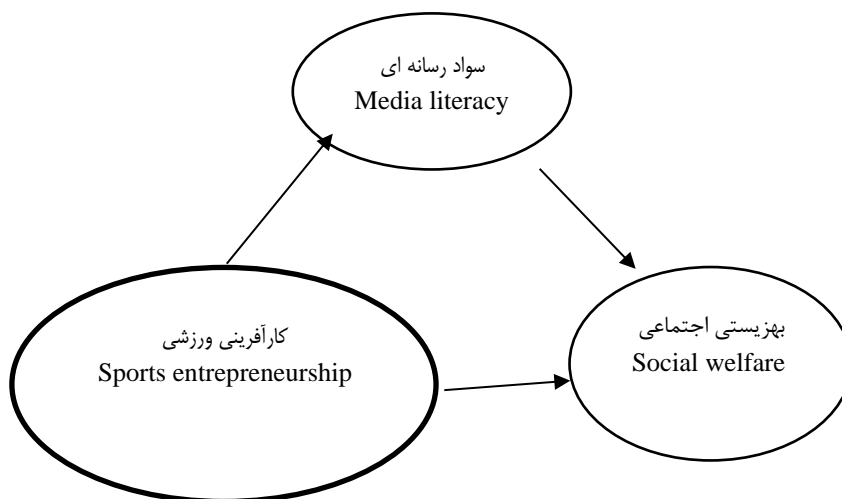 سواد رسانه ای
Media literacy
کارآفرینی ورزشی
Sports entrepreneurship
بهزیستی اجتماعی
Social welfare